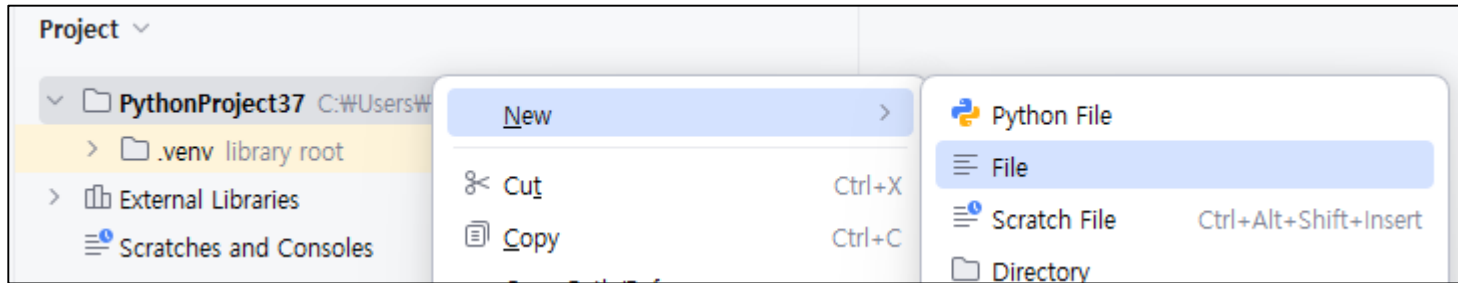 Project
PythonProject37 C:₩Users₩
.venv library root
External Libraries
Scratches and Consoles
New
Cut Ctrl+X
Copy Ctrl+C
Python File
File
Scratch File Ctrl+Alt+Shift+Insert
Directory